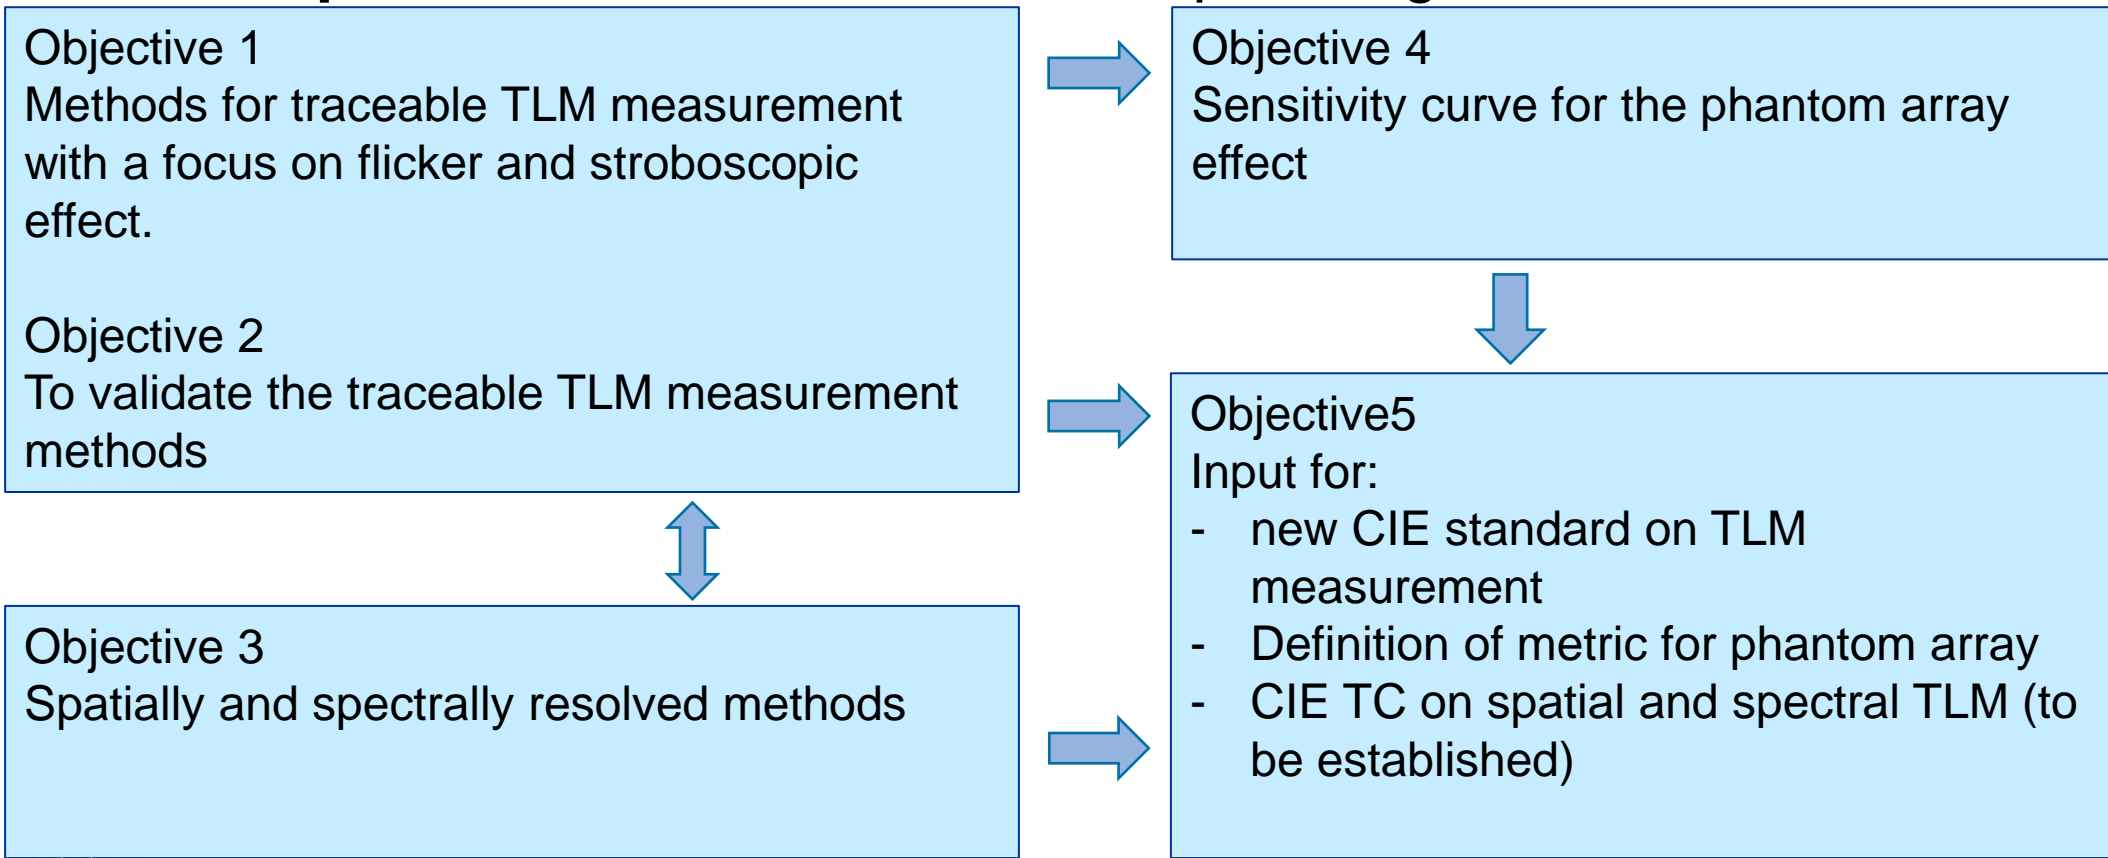 Objective 1
Methods for traceable TLM measurement
with a focus on flicker and stroboscopic
effect.
Objective 2
To validate the traceable TLM measurement
methods
Objective 3
Spatially and spectrally resolved methods
Objective 4
Sensitivity curve for the phantom array
effect
Objective5
Input for:
- new CIE standard on TLM
measurement
- Definition of metric for phantom array
- CIE TC on spatial and spectral TLM (to
be established)